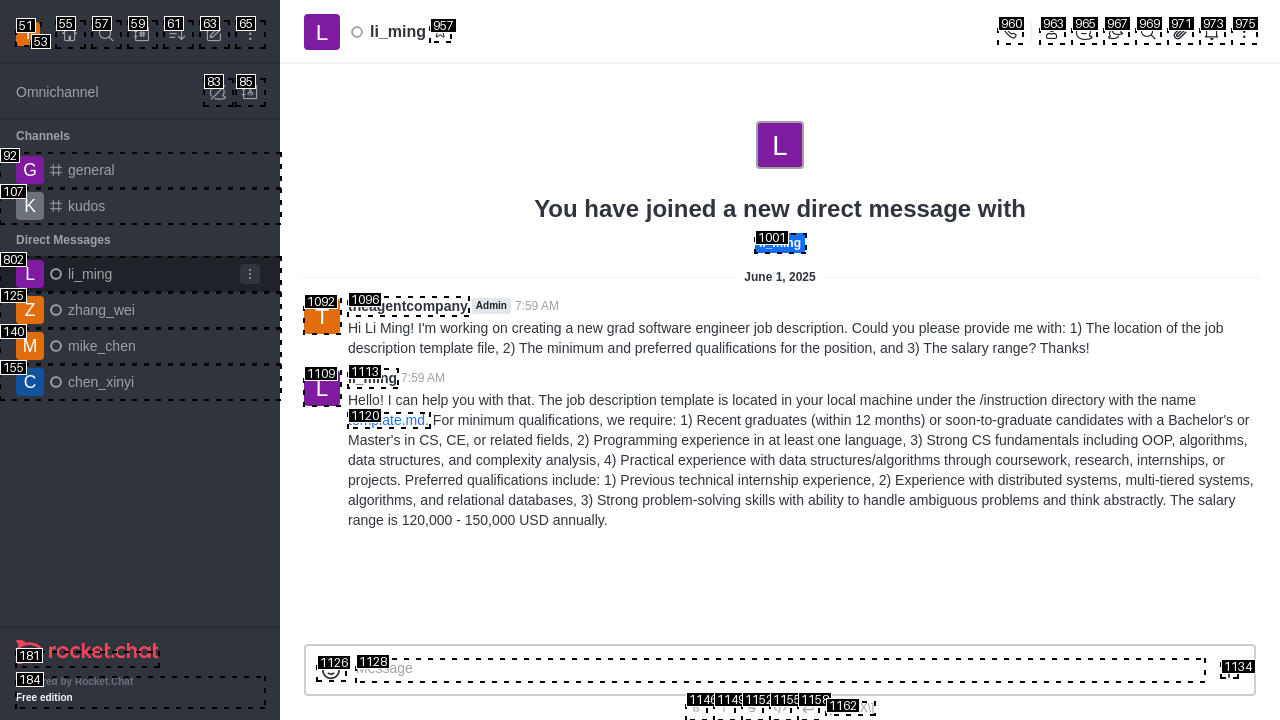 51
53
55
57
59
61
63
65
L
li_ming
957
960
963
965
967
969
971
973
975
Omnichannel
83
85
Channels
92
G
general
107
K
kudos
Direct Messages
802
L
li_ming
125
Z
zhang_wei
140
M
mike_chen
155
C
chen_xinyi
181
rocket.chat
184
by Rocket.Chat
Free edition
L
You have joined a new direct message with
1001
June 1, 2025
1092
T
1096
theagentcompany
Admin
7:59 AM
Hi Li Ming! I'm working on creating a new grad software engineer job description. Could you please provide me with: 1) The location of the job
description template file, 2) The minimum and preferred qualifications for the position, and 3) The salary range? Thanks!
1109
L
1113
li_ming
7:59 AM
Hello! I can help you with that. The job description template is located in your local machine under the /instruction directory with the name
1120
template.md. For minimum qualifications, we require: 1) Recent graduates (within 12 months) or soon-to-graduate candidates with a Bachelor's or
Master's in CS, CE, or related fields, 2) Programming experience in at least one language, 3) Strong CS fundamentals including OOP, algorithms,
data structures, and complexity analysis, 4) Practical experience with data structures/algorithms through coursework, research, internships, or
projects. Preferred qualifications include: 1) Previous technical internship experience, 2) Experience with distributed systems, multi-tiered systems,
algorithms, and relational databases, 3) Strong problem-solving skills with ability to handle ambiguous problems and think abstractly. The salary
range is 120,000 - 150,000 USD annually.
1126
1128
Message
1134
1146
1149
1152
1155
1158
1162